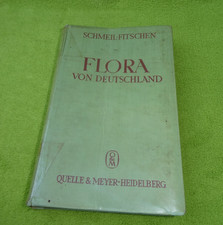 SCHMEIL-FITSCHEN
FLORA
VON DEUTSCHLAND
QUELLE & MEYER·HEIDELBERG